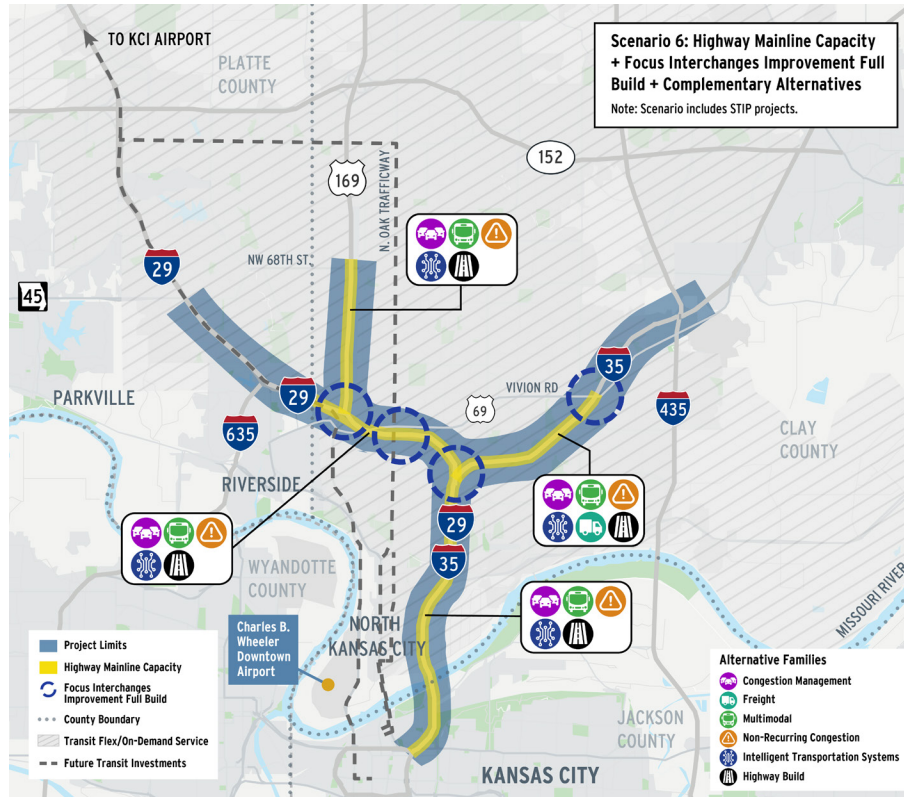 TO KCI AIRPORT
Scenario 6: Highway Mainline Capacity
+ Focus Interchanges Improvement Full
Build + Complementary Alternatives
Note: Scenario includes STIP projects.
PLATTE
COUNTY
152
169
N. OAK TRAFFICWAY
NW 68TH ST.
29
45
35
29
VIVION RD
PARKVILLE
69
435
635
CLAY
COUNTY
RIVERSIDE
29
35
WYANDOTTE
COUNTY
MISSOURI RIVER
Charles B.
Wheeler
Downtown
Airport
NORTH
KANSAS CITY
Project Limits
Highway Mainline Capacity
Focus Interchanges
Improvement Full Build
County Boundary
Transit Flex/On-Demand Service
Future Transit Investments
JACKSON
COUNTY
KANSAS CITY
Alternative Families
Congestion Management
Freight
Multimodal
Non-Recurring Congestion
Intelligent Transportation Systems
Highway Build